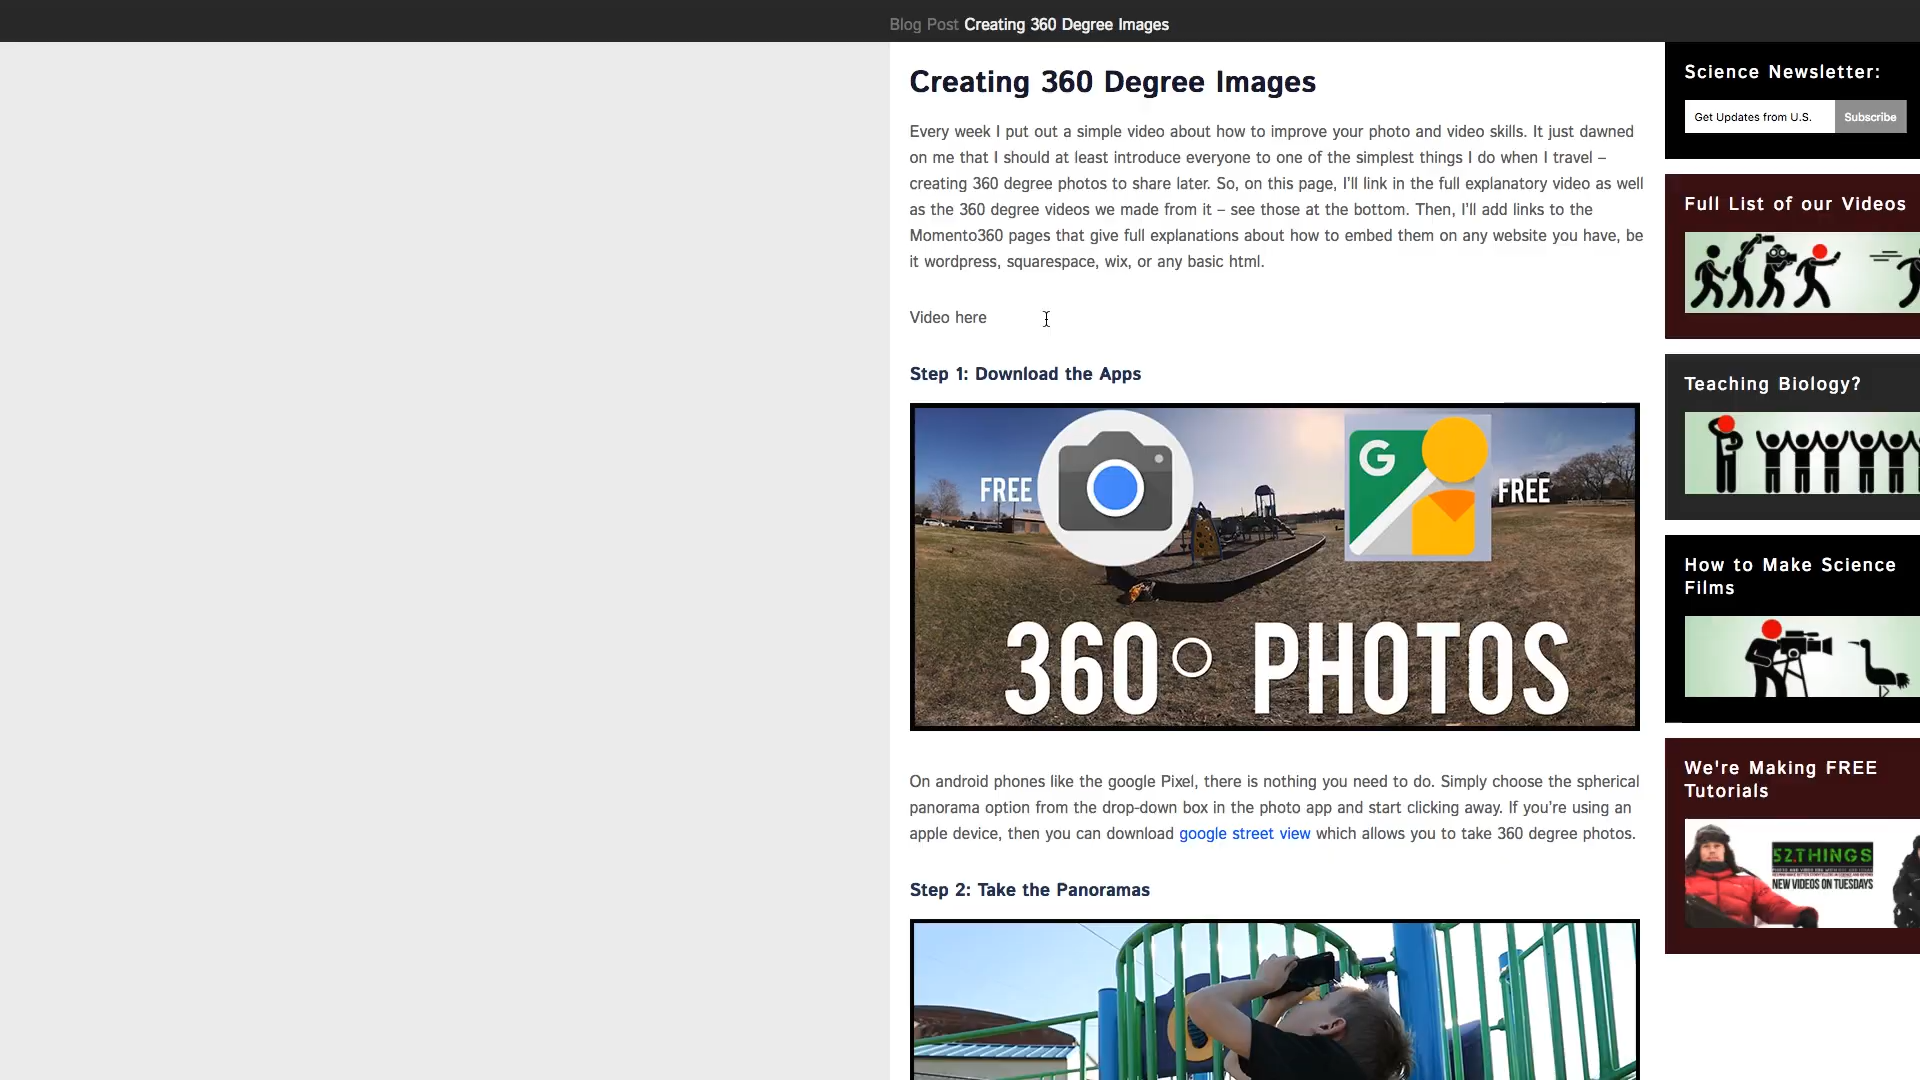 Blog Post Creating 360 Degree Images
Creating 360 Degree Images
Every week I put out a simple video about how to improve your photo and video skills. It just dawned
on me that I should at least introduce everyone to one of the simplest things I do when I travel –
creating 360 degree photos to share later. So, on this page, I’ll link in the full explanatory video as well
as the 360 degree videos we made from it – see those at the bottom. Then, I’ll add links to the
Momento360 pages that give full explanations about how to embed them on any website you have, be
it wordpress, squarespace, wix, or any basic html.
Video here
Step 1: Download the Apps
FREE
G
FREE
360° PHOTOS
On android phones like the google Pixel, there is nothing you need to do. Simply choose the spherical
panorama option from the drop-down box in the photo app and start clicking away. If you’re using an
apple device, then you can download google street view which allows you to take 360 degree photos.
Step 2: Take the Panoramas
Science Newsletter:
Get Updates from U.S.
Subscribe
Full List of our Videos
Teaching Biology?
How to Make Science
Films
We're Making FREE
Tutorials
52 THINGS
NEW VIDEOS ON TUESDAYS